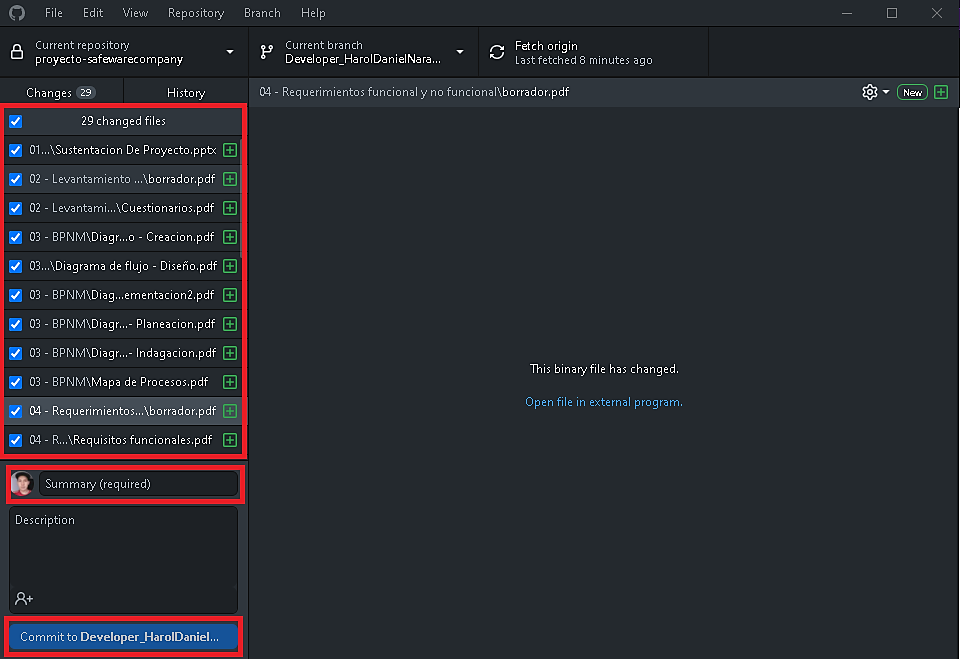 File Edit View Repository Branch Help
Current repository
proyecto-safewarecompany
Current branch
Developer_HarolDanielNara...
Fetch origin
Last fetched 8 minutes ago
Changes 29 History
04 - Requerimientos funcional y no funcional\borrador.pdf New
29 changed files
01...\Sustentacion De Proyecto.pptx
02 - Levantamiento ...\borrador.pdf
02 - Levantami...\Cuestionarios.pdf
03 - BPNM\Diagr...o - Creacion.pdf
03...\Diagrama de flujo - Diseño.pdf
03 - BPNM\Diag...ementacion2.pdf
03 - BPNM\Diagr...- Planeacion.pdf
03 - BPNM\Diagr...- Indagacion.pdf
03 - BPNM\Mapa de Procesos.pdf
04 - Requerimientos...\borrador.pdf
04 - R...\Requisitos funcionales.pdf
This binary file has changed.
Open file in external program.
Summary (required)
Description
Commit to Developer_HarolDaniel...